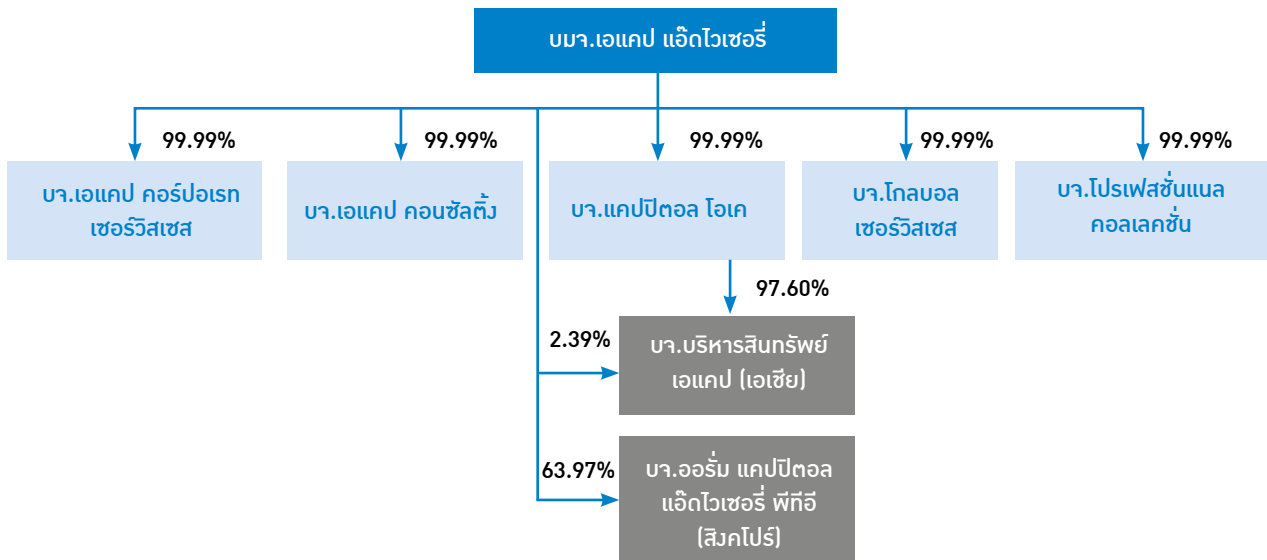 บมจ.เอแคป แอ๊ดไวเซอรี่
99.99%
99.99%
99.99%
99.99%
99.99%
บจ.เอแคป คอร์ปอเรท
เซอร์วิสเซส
บจ.เอแคป คอนซัลติ้ง
บจ.แคปปิตอล โอเค
บจ.โกลบอล
เซอร์วิสเซส
บจ.โปรเฟสชั่นแนล
คอลเลคชั่น
97.60%
2.39%
บจ.บริหารสินทรัพย์
เอแคป (เอเชีย)
63.97%
บจ.ออรั่ม แคปปิตอล
แอ๊ดไวเซอรี่ พีทีอี
(สิงคโปร์)